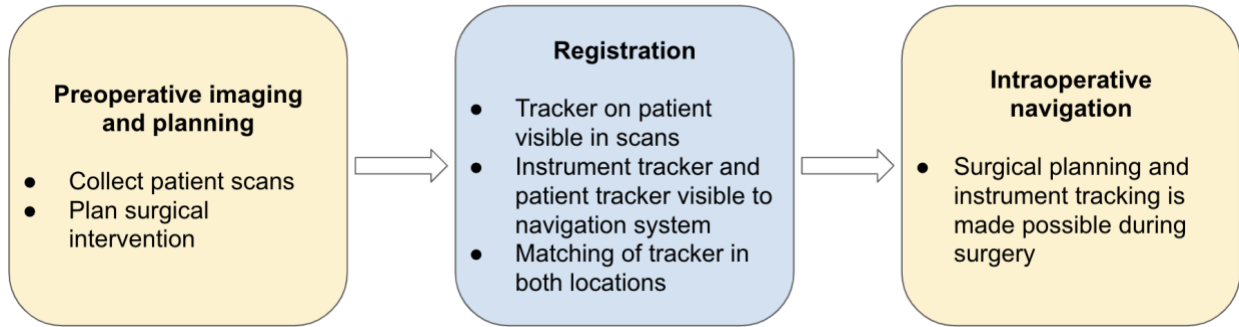 Preoperative imaging
and planning
● Collect patient scans
● Plan surgical
intervention
Registration
● Tracker on patient
visible in scans
● Instrument tracker and
patient tracker visible to
navigation system
● Matching of tracker in
both locations
Intraoperative
navigation
● Surgical planning and
instrument tracking is
made possible during
surgery